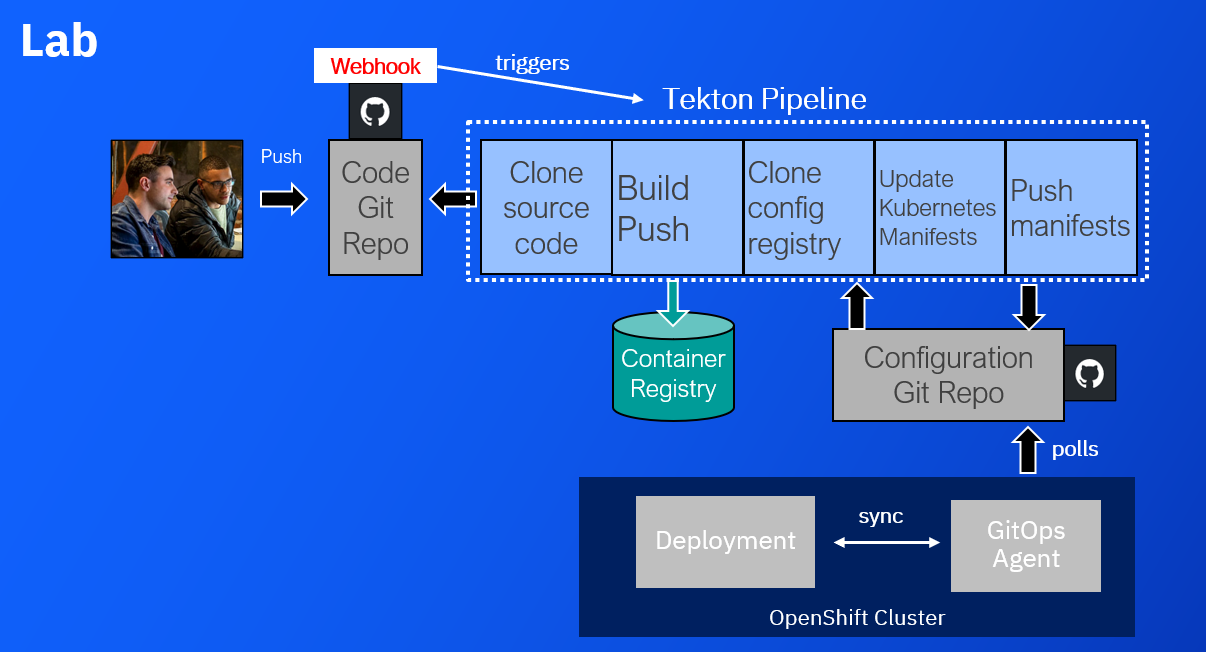 Lab
Webhook
triggers
Tekton Pipeline
Push
Code
Git
Repo
Clone
source
code
Build
Push
Clone
config
registry
Update
Kubernetes
Manifests
Push
manifests
Container
Registry
Configuration
Git Repo
polls
Deployment
sync
GitOps
Agent
OpenShift Cluster